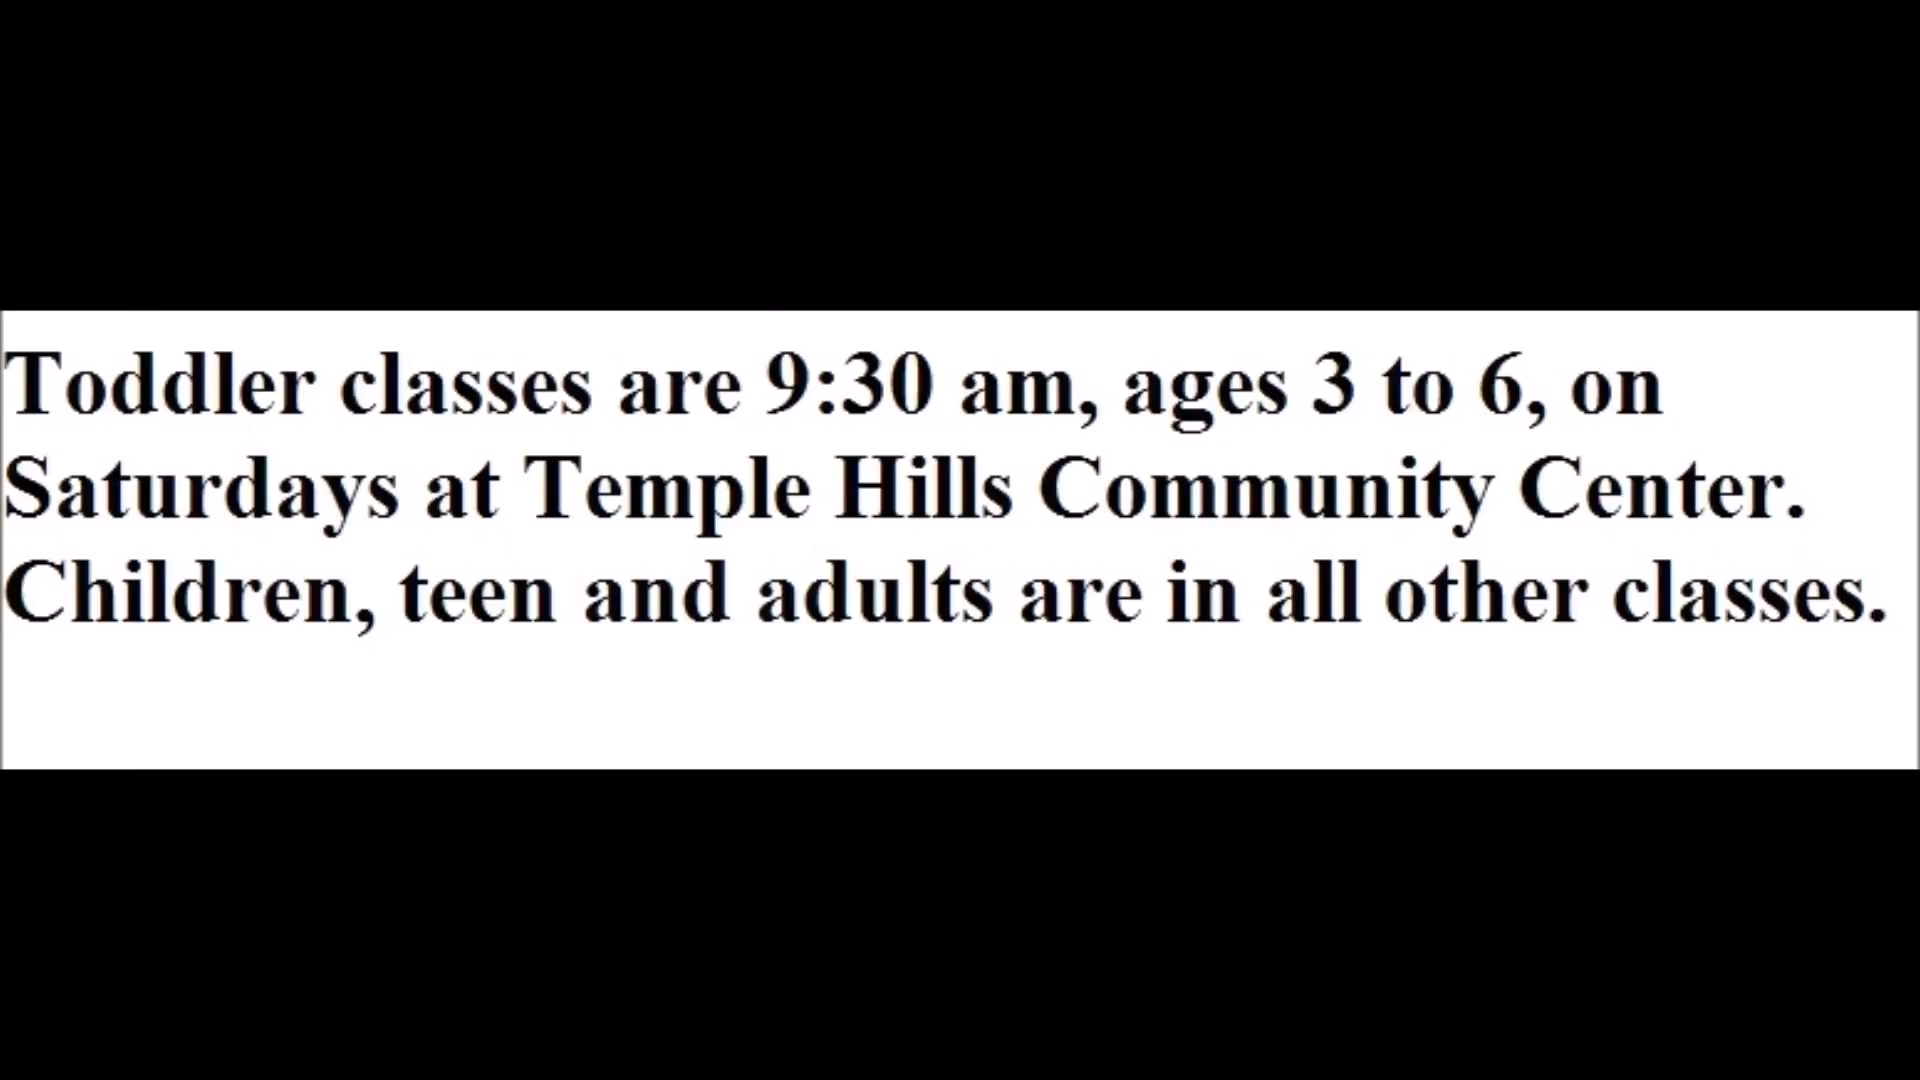 Toddler classes are 9:30 am, ages 3 to 6, on
Saturdays at Temple Hills Community Center.
Children, teen and adults are in all other classes.